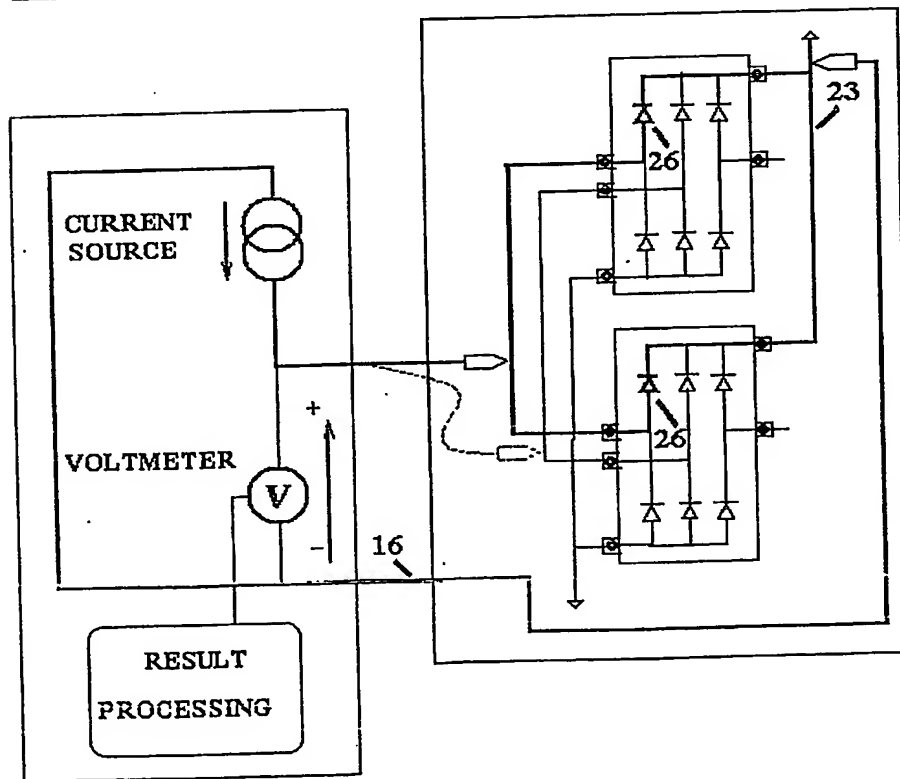 CURRENT
SOURCE
VOLTMETER
+
V
–
16
RESULT
PROCESSING
23
26
26